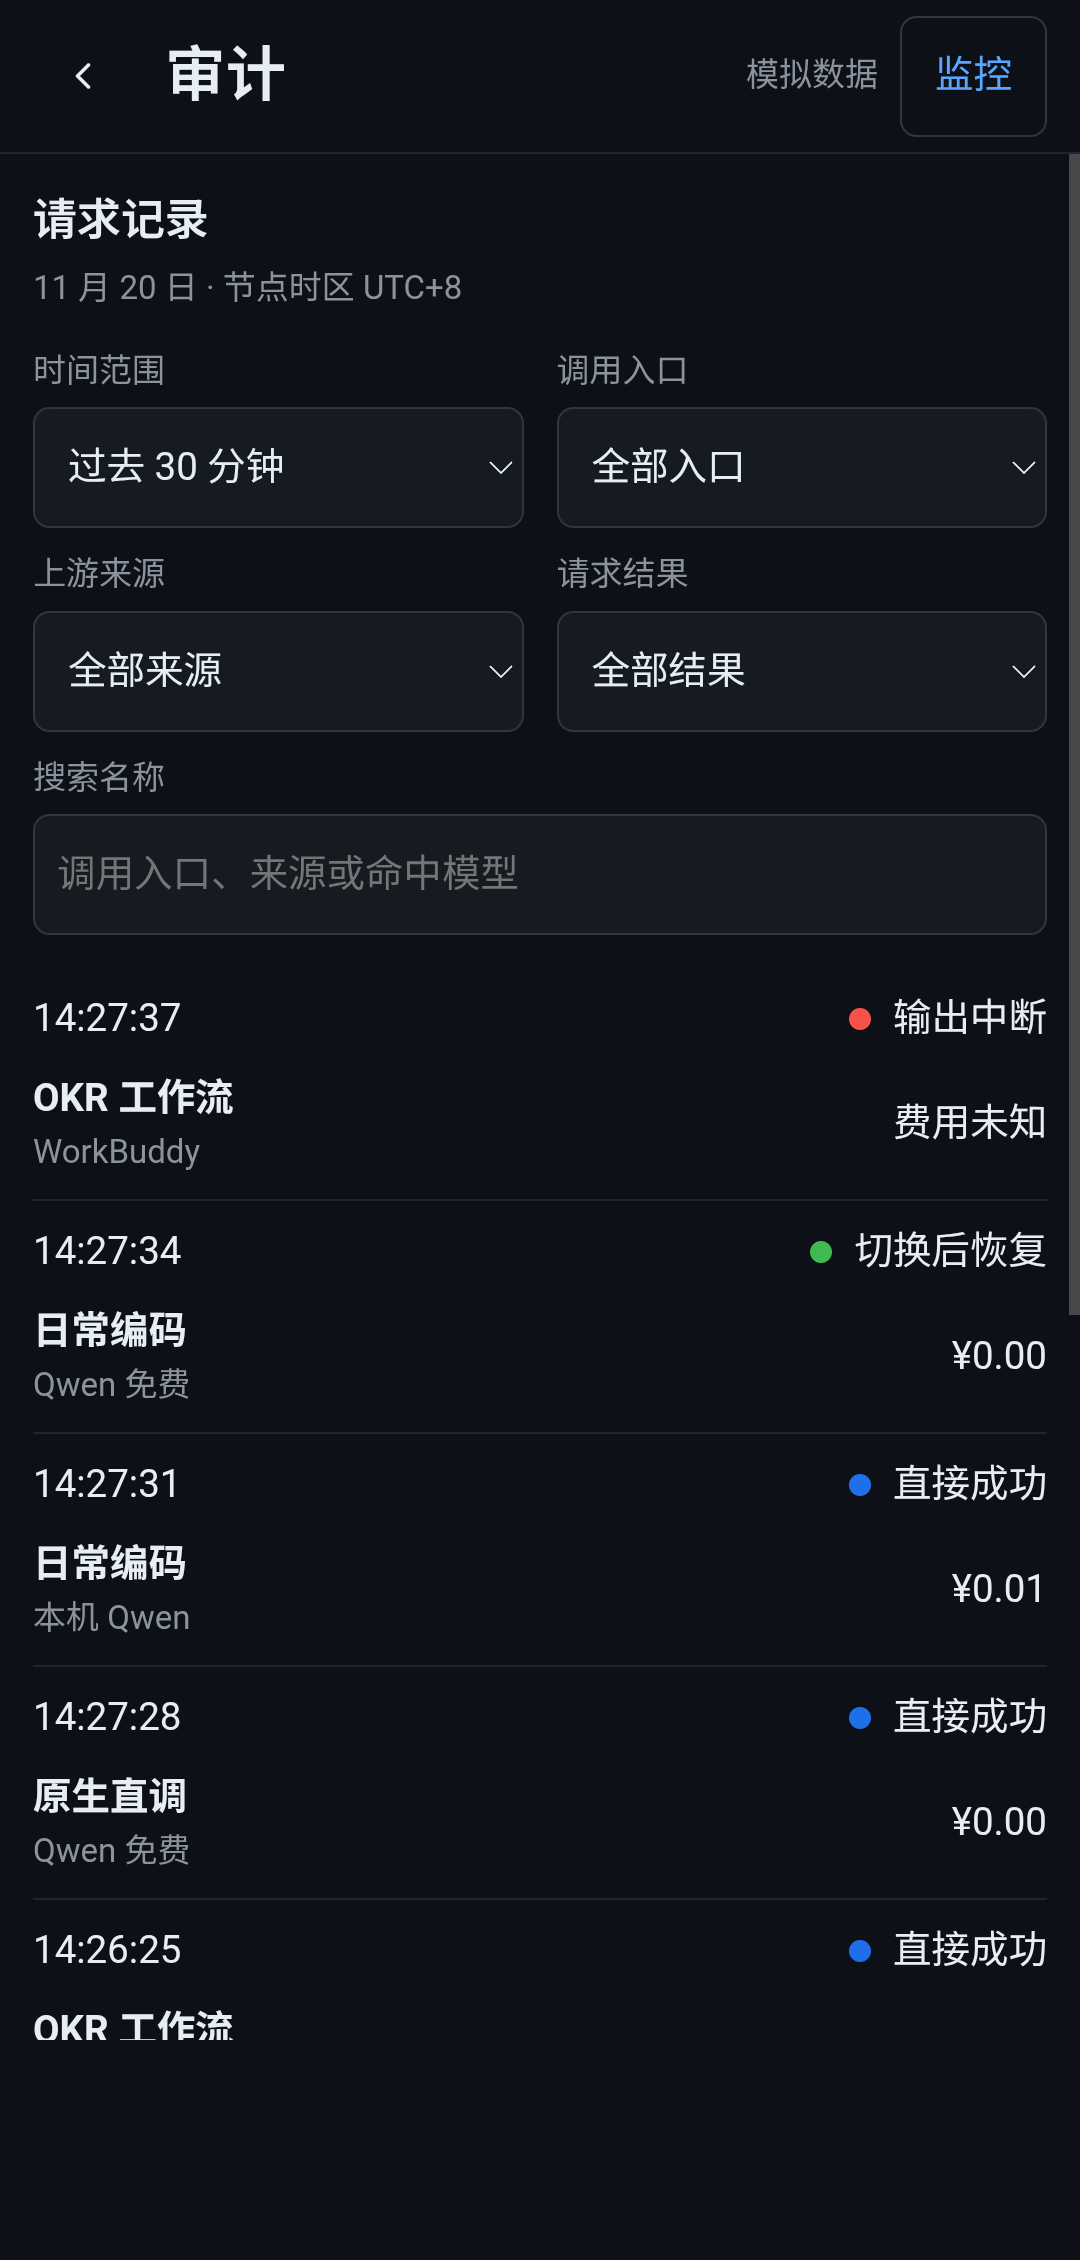 审计
模拟数据
监控
请求记录
11 月 20 日 · 节点时区 UTC+8
时间范围
调用入口
过去 30 分钟
全部入口
上游来源
请求结果
全部来源
全部结果
搜索名称
调用入口、来源或命中模型
14:27:37
输出中断
OKR 工作流
WorkBuddy
费用未知
14:27:34
切换后恢复
日常编码
Qwen 免费
¥0.00
14:27:31
直接成功
日常编码
本机 Qwen
¥0.01
14:27:28
直接成功
原生直调
Qwen 免费
¥0.00
14:26:25
直接成功
OKR 工作流